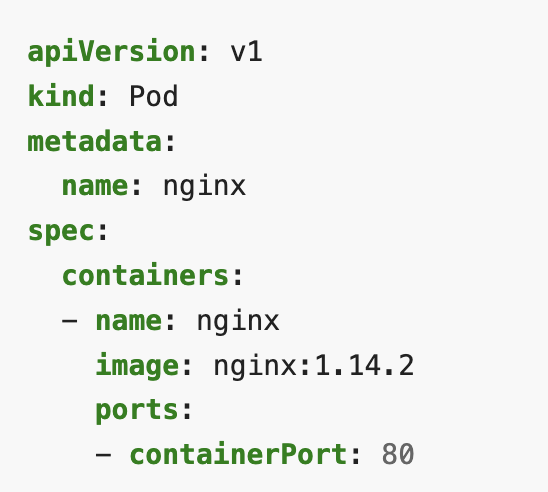 apiVersion: v1
kind: Pod
metadata:
  name: nginx
spec:
  containers:
  - name: nginx
    image: nginx:1.14.2
    ports:
    - containerPort: 80